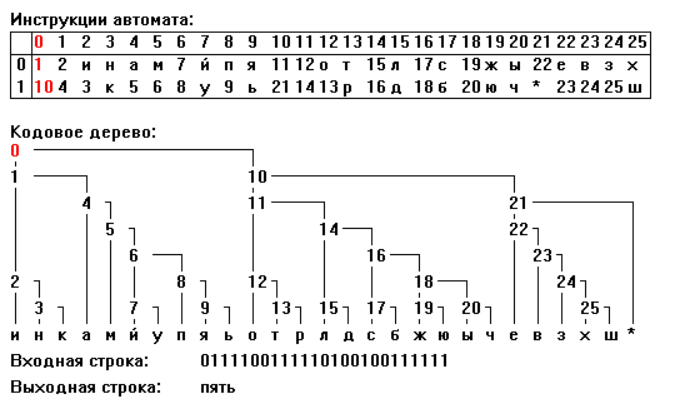 Инструкции автомата:
0 1 2 3 4 5 6 7 8 9 10 11 12 13 14 15 16 17 18 19 20 21 22 23 24 25
0 1 2 и н а м 7 й п я 11 12 о т 15 л 17 с 19 ж ы 22 е в з х
1 10 4 3 к 5 6 8 у 9 ь 21 14 13 р 16 д 18 б 20 ю ч * 23 24 25 ш
Кодовое дерево:
0
1 10
4 11 21
5 14 22
6 16 23
2 8 12 18 24
3 7 9 13 15 17 19 20 25
и н к а м й у п я ь о т р л д с б ж ю ы ч е в з х ш *
Входная строка: 0111100111110100100111111
Выходная строка: пять